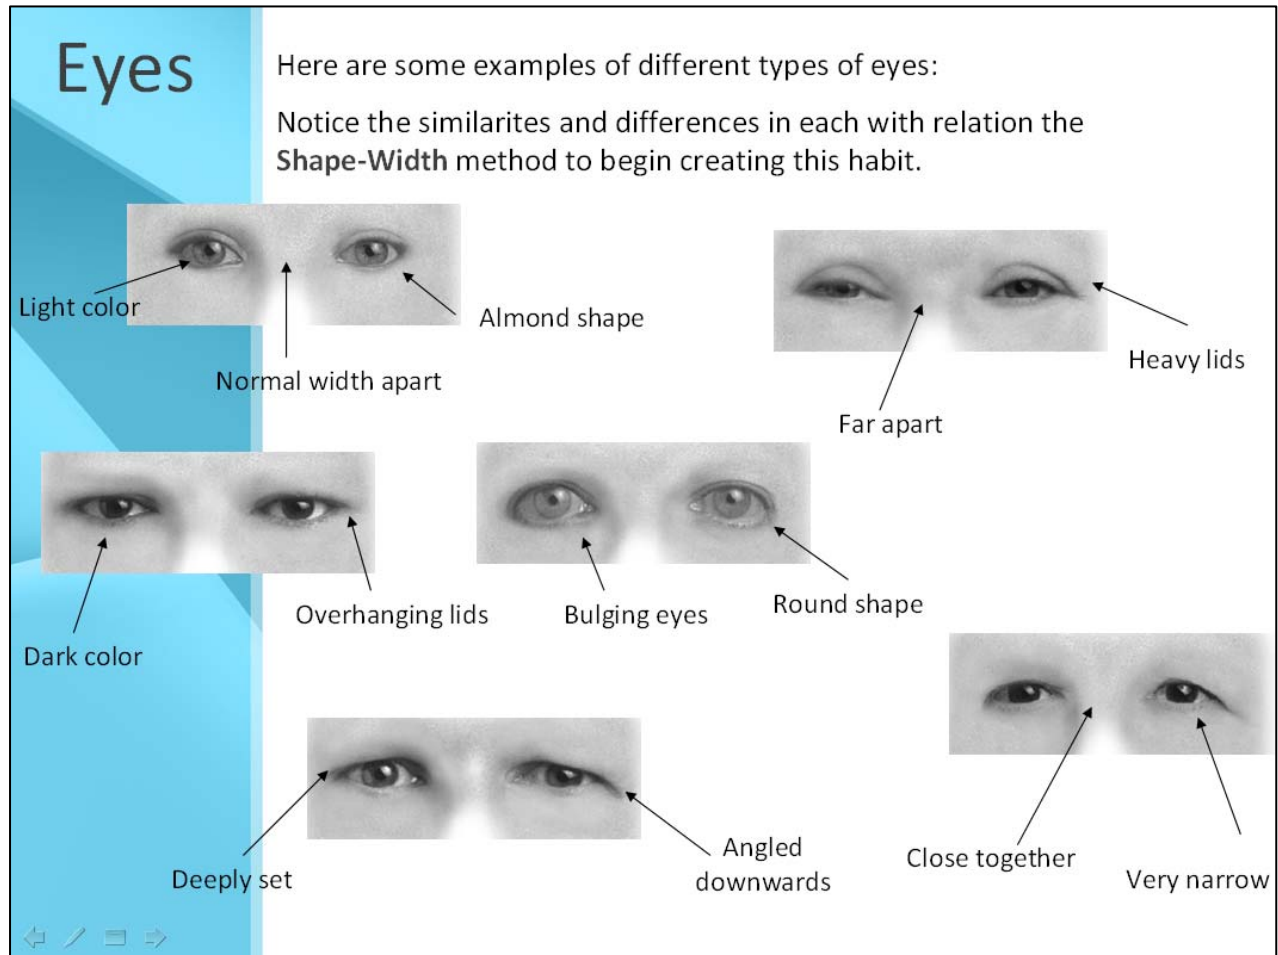 Eyes
Here are some examples of different types of eyes:
Notice the similarites and differences in each with relation the
Shape-Width method to begin creating this habit.
Light color
Normal width apart
Almond shape
Far apart
Heavy lids
Dark color
Overhanging lids
Bulging eyes
Round shape
Deeply set
Angled
downwards
Close together
Very narrow